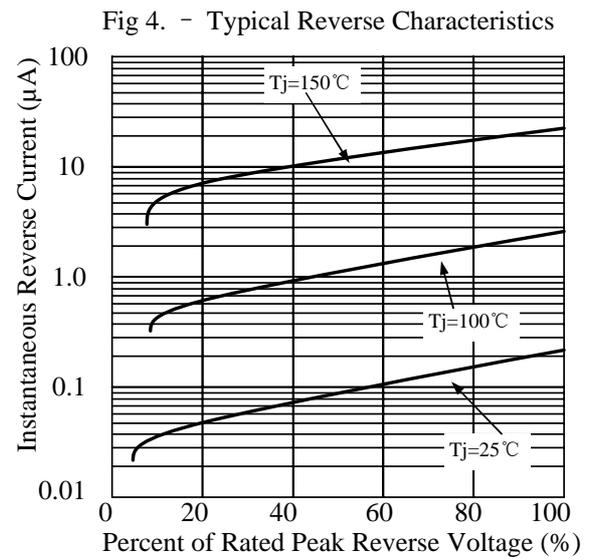 Fig 4. - Typical Reverse Characteristics
Instantaneous Reverse Current (μA)
100
10
1.0
0.1
0.01
Tj=150℃
Tj=100℃
Tj=25℃
0 20 40 60 80 100
Percent of Rated Peak Reverse Voltage (%)